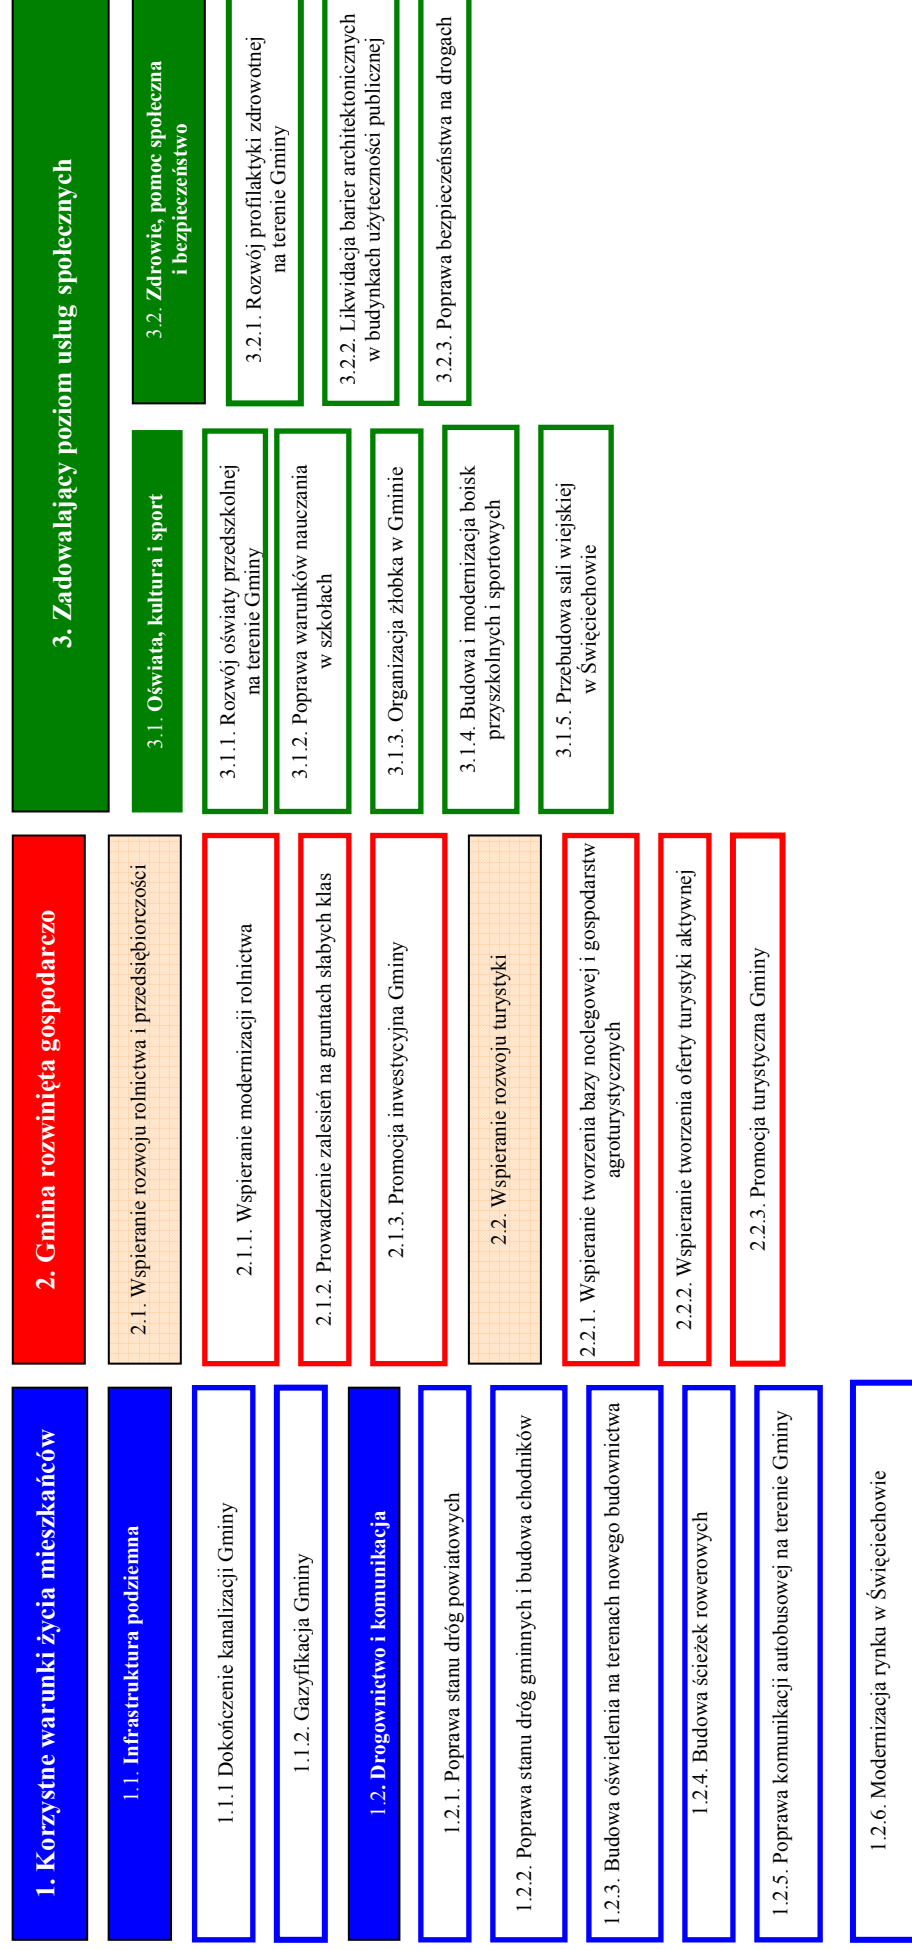 1. Korzystne warunki życia mieszkańców
1.1. Infrastruktura podziemna
1.1.1 Dokończenie kanalizacji Gminy
1.1.2. Gazyfikacja Gminy
1.2. Drogownictwo i komunikacja
1.2.1. Poprawa stanu dróg powiatowych
1.2.2. Poprawa stanu dróg gminnych i budowa chodników
1.2.3. Budowa oświetlenia na terenach nowego budownictwa
1.2.4. Budowa ścieżek rowerowych
1.2.5. Poprawa komunikacji autobusowej na terenie Gminy
1.2.6. Modernizacja rynku w Święciechowie
2. Gmina rozwinięta gospodarczo
2.1. Wspieranie rozwoju rolnictwa i przedsiębiorczości
2.1.1. Wspieranie modernizacji rolnictwa
2.1.2. Prowadzenie zalesień na gruntach słabych klas
2.1.3. Promocja inwestycyjna Gminy
2.2. Wspieranie rozwoju turystyki
2.2.1. Wspieranie tworzenia bazy noclegowej i gospodarstw
agroturystycznych
2.2.2. Wspieranie tworzenia oferty turystyki aktywnej
2.2.3. Promocja turystyczna Gminy
3. Zadowalający poziom usług społecznych
3.1. Oświata, kultura i sport
3.1.1. Rozwój oświaty przedszkolnej
na terenie Gminy
3.1.2. Poprawa warunków nauczania
w szkołach
3.1.3. Organizacja żłobka w Gminie
3.1.4. Budowa i modernizacja boisk
przyszkolnych i sportowych
3.1.5. Przebudowa sali wiejskiej
w Święciechowie
3.2. Zdrowie, pomoc społeczna
i bezpieczeństwo
3.2.1. Rozwój profilaktyki zdrowotnej
na terenie Gminy
3.2.2. Likwidacja barier architektonicznych
w budynkach użyteczności publicznej
3.2.3. Poprawa bezpieczeństwa na drogach